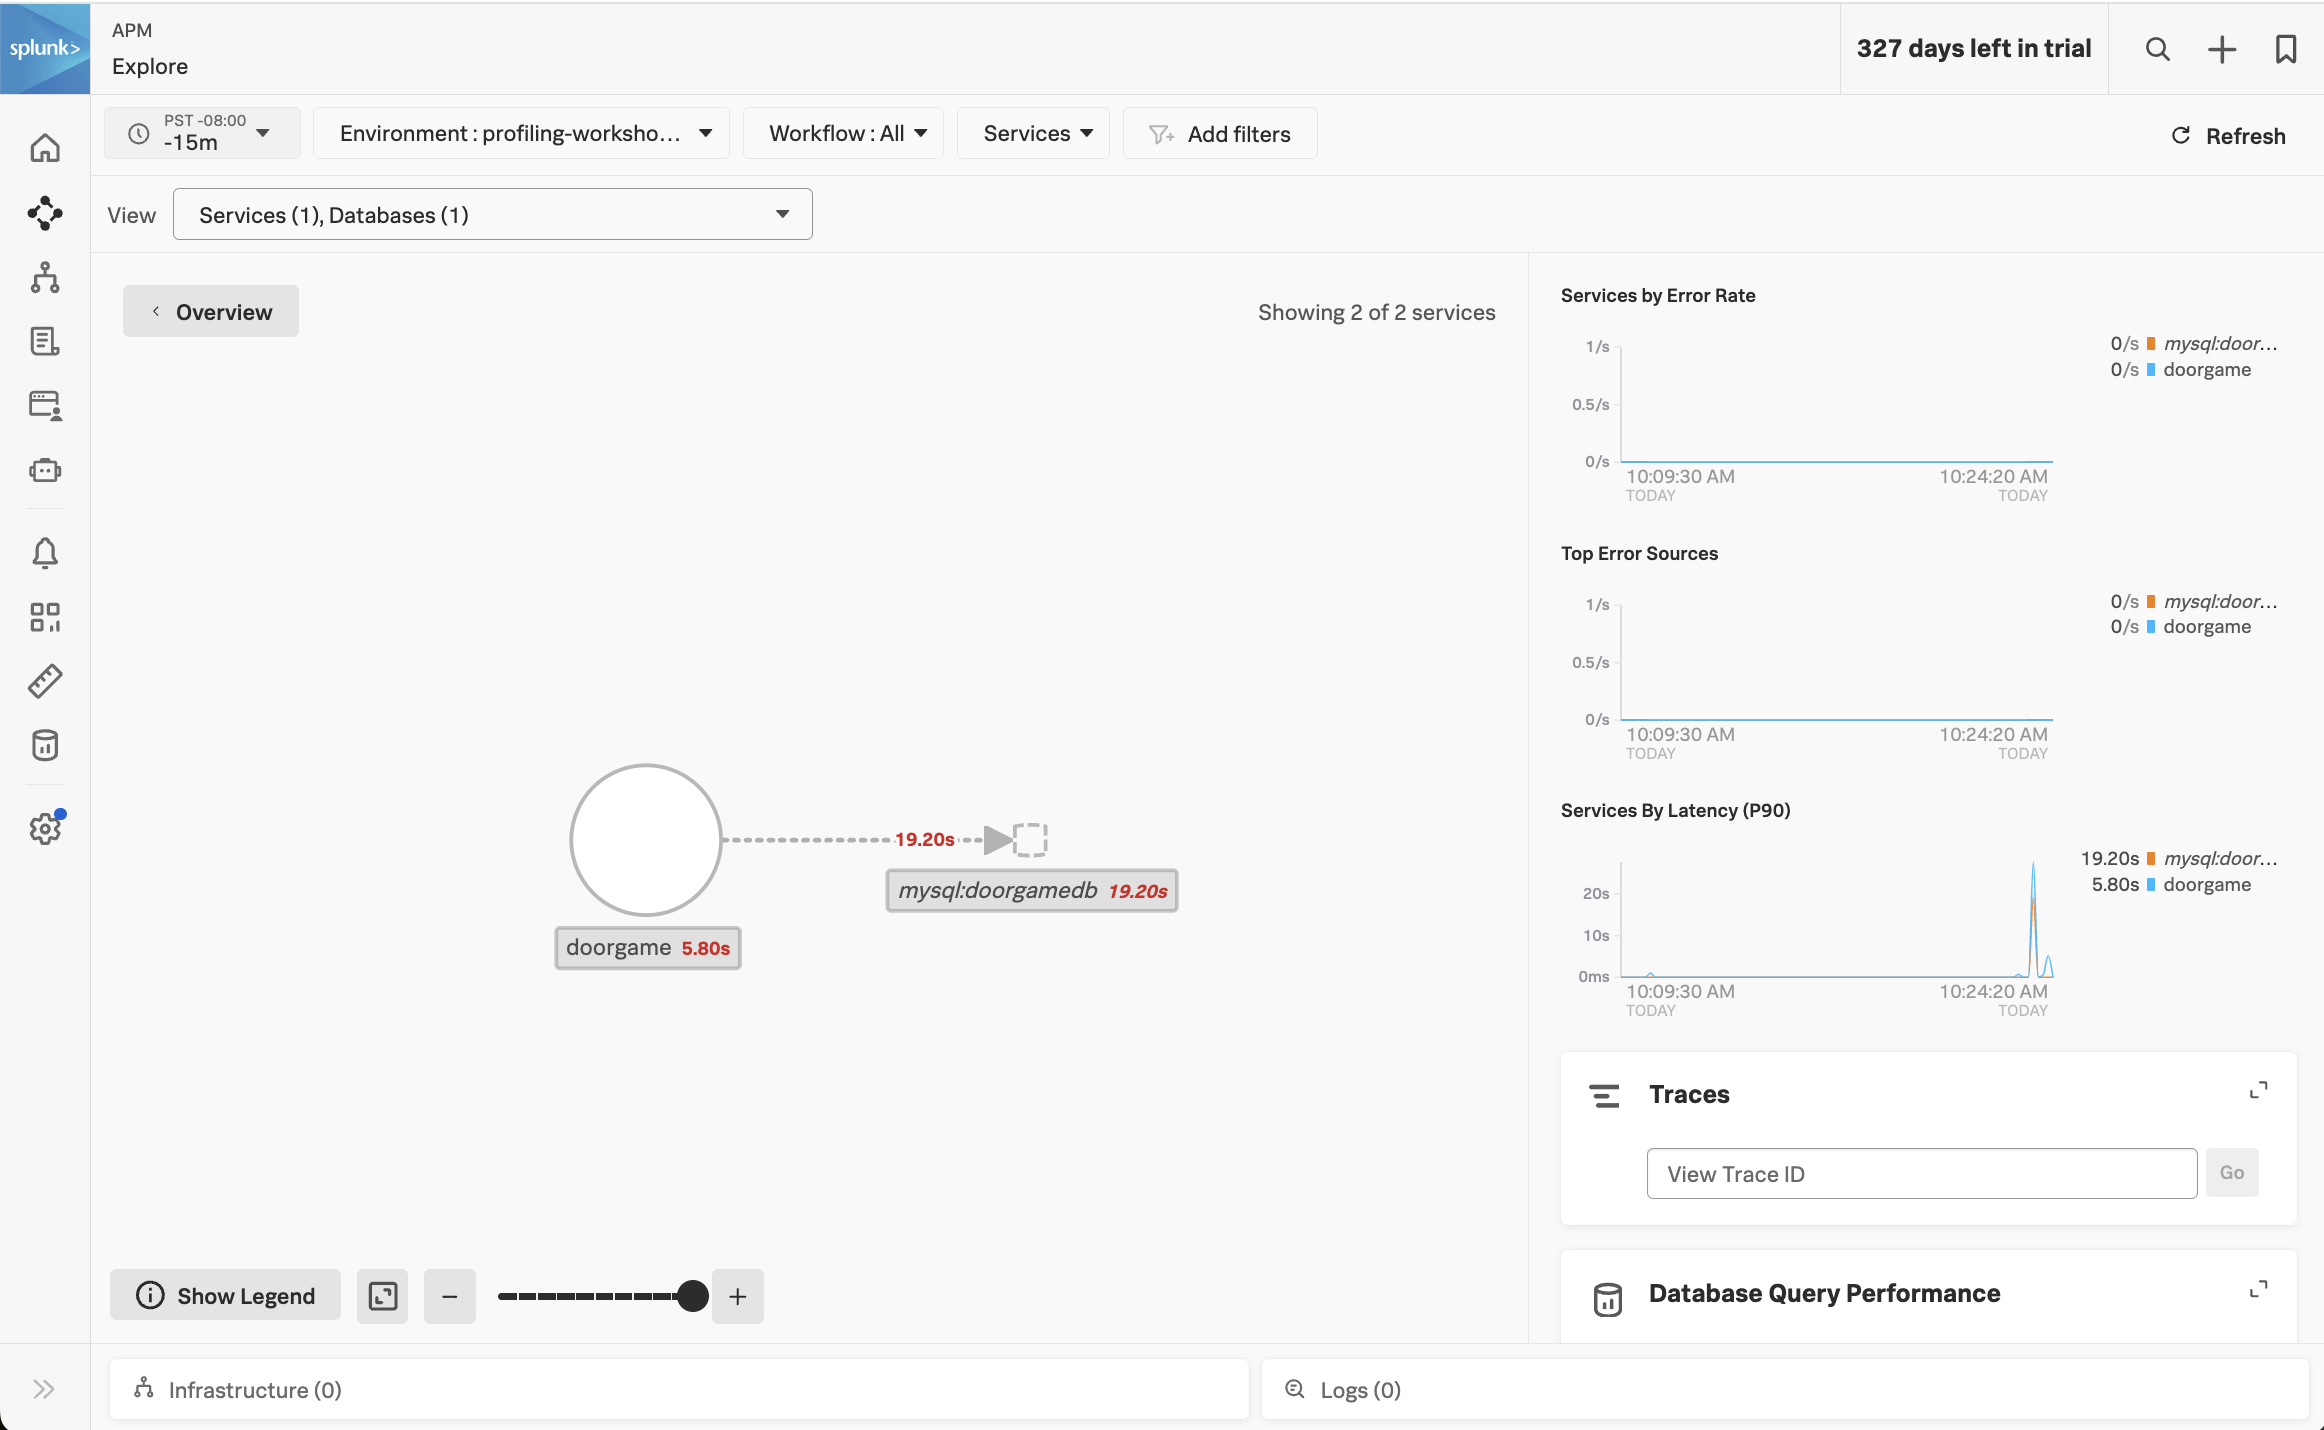 splunk>
APM
Explore
327 days left in trial
PST -08:00
-15m
Environment : profiling-worksho...
Workflow : All
Services
Add filters
Refresh
View
Services (1), Databases (1)
Overview
Showing 2 of 2 services
19.20s
mysql:doorgamedb 19.20s
doorgame 5.80s
Show Legend
Services by Error Rate
1/s
0.5/s
0/s
10:09:30 AM
TODAY
10:24:20 AM
TODAY
0/s mysql:door...
0/s doorgame
Top Error Sources
1/s
0.5/s
0/s
10:09:30 AM
TODAY
10:24:20 AM
TODAY
0/s mysql:door...
0/s doorgame
Services By Latency (P90)
20s
10s
0ms
10:09:30 AM
TODAY
10:24:20 AM
TODAY
19.20s mysql:door...
5.80s doorgame
Traces
View Trace ID
Go
Database Query Performance
Infrastructure (0)
Logs (0)